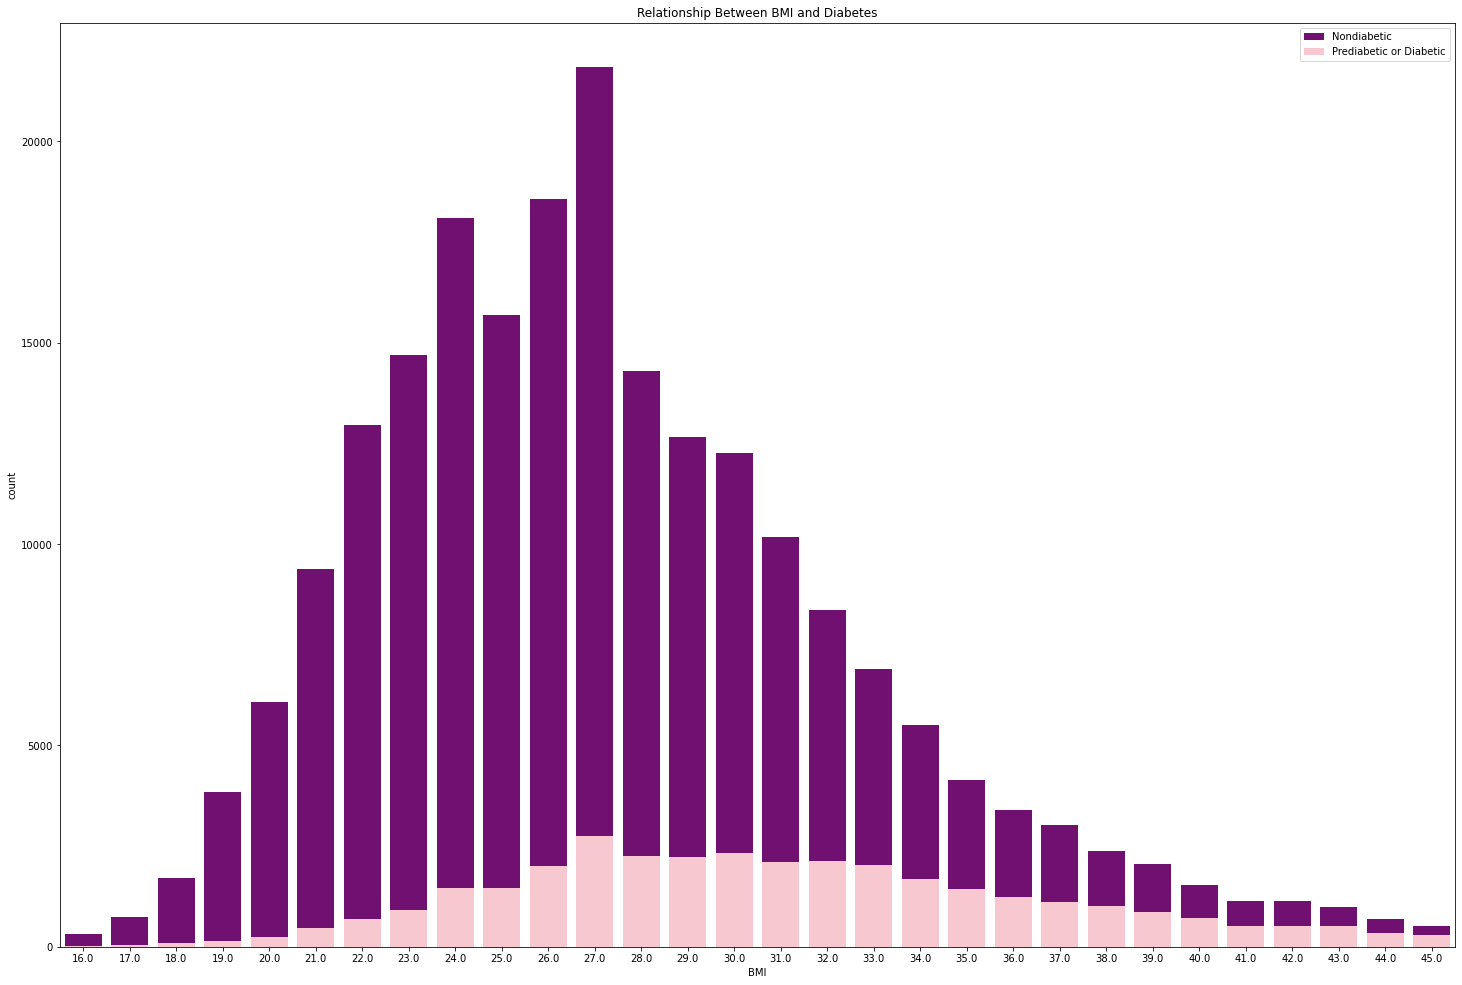 Relationship Between BMI and Diabetes
Nondiabetic
Prediabetic or Diabetic
20000
15000
10000
5000
0
count
16.0 17.0 18.0 19.0 20.0 21.0 22.0 23.0 24.0 25.0 26.0 27.0 28.0 29.0 30.0 31.0 32.0 33.0 34.0 35.0 36.0 37.0 38.0 39.0 40.0 41.0 42.0 43.0 44.0 45.0
BMI